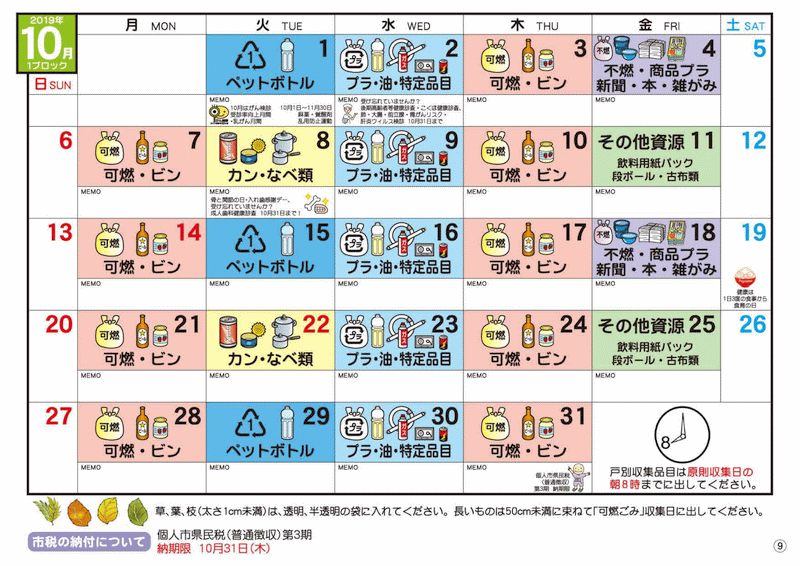 2019年
10月
1ブロック
日 SUN
月 MON
火 TUE
水 WED
木 THU
金 FRI
土 SAT
1
ペットボトル
MEMO
10月はげん検診
受診率向上月間
・乳がん月間
10月1日〜11月30日
麻薬・覚醒剤
乱用防止運動
プラ
2
プラ・油・特定品目
MEMO
受け忘れていませんか?
後期高齢者等健康診査・こくほ健康診査、
肺・大腸・前立腺・胃がんリスク・
肝炎ウィルス検診 10月31日まで
可燃
3
可燃・ビン
MEMO
不燃
4
不燃・商品プラ
新聞・本・雑がみ
MEMO
5
6
可燃
7
可燃・ビン
MEMO
8
カン・なべ類
MEMO
骨と関節の日・入れ歯感謝デー、
受け忘れていませんか?
成人歯科健康診査 10月31日まで!
プラ
9
プラ・油・特定品目
MEMO
可燃
10
可燃・ビン
MEMO
その他資源 11
飲料用紙パック
段ボール・古布類
MEMO
12
13
可燃
14
可燃・ビン
MEMO
1
15
ペットボトル
MEMO
プラ
16
プラ・油・特定品目
MEMO
可燃
17
可燃・ビン
MEMO
不燃
18
不燃・商品プラ
新聞・本・雑がみ
MEMO
19
健康は
1日3度の食事から
食育の日
20
可燃
21
可燃・ビン
MEMO
22
カン・なべ類
MEMO
プラ
23
プラ・油・特定品目
MEMO
可燃
24
可燃・ビン
MEMO
その他資源 25
飲料用紙パック
段ボール・古布類
MEMO
26
27
可燃
28
可燃・ビン
MEMO
1
29
ペットボトル
MEMO
プラ
30
プラ・油・特定品目
MEMO
可燃
31
可燃・ビン
MEMO
個人市県民税
(普通徴収)
第3期 納期限
8
戸別収集品目は原則収集日の
朝8時までに出してください。
草、葉、枝(太さ1cm未満)は、透明、半透明の袋に入れてください。長いものは50cm未満に束ねて「可燃ごみ」収集日に出してください。
市税の納付について
個人市県民税(普通徴収)第3期
納期限 10月31日(木)
⑨